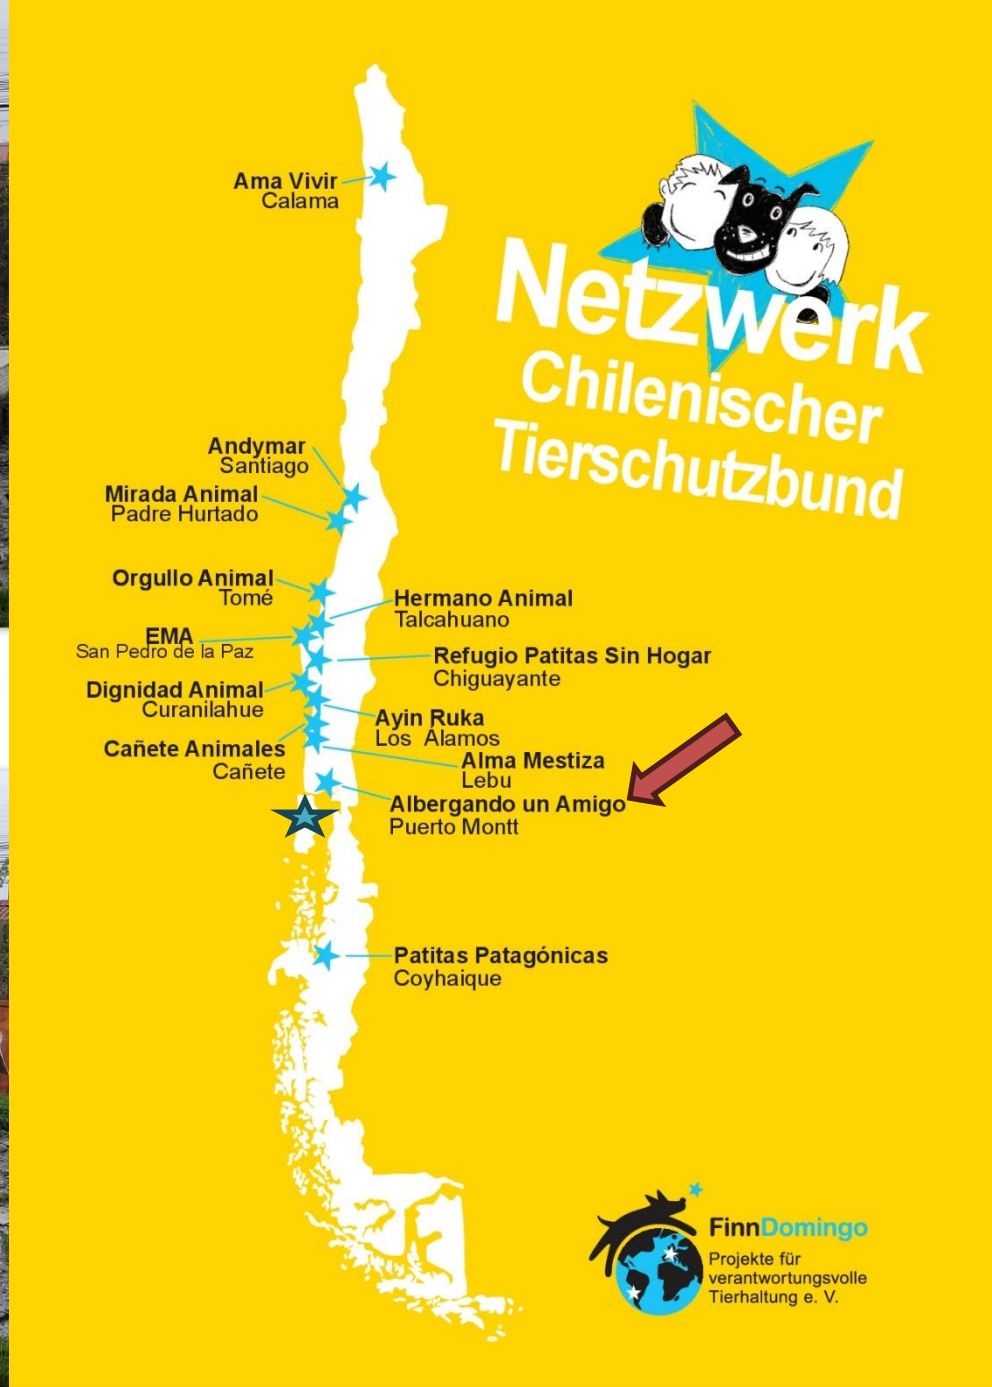 Ama Vivir
Calama
Netzwerk
Chilenischer
Tierschutzbund
Andymar
Santiago
Mirada Animal
Padre Hurtado
Orgullo Animal
Tomé
Hermano Animal
Talcahuano
EMA
San Pedro de la Paz
Refugio Patitas Sin Hogar
Chiguayante
Dignidad Animal
Curanilahue
Ayin Ruka
Los Álamos
Cañete Animales
Cañete
Alma Mestiza
Lebu
Albergando un Amigo
Puerto Montt
Patitas Patagónicas
Coyhaique
FinnDomingo
Projekte für
verantwortungsvolle
Tierhaltung e. V.